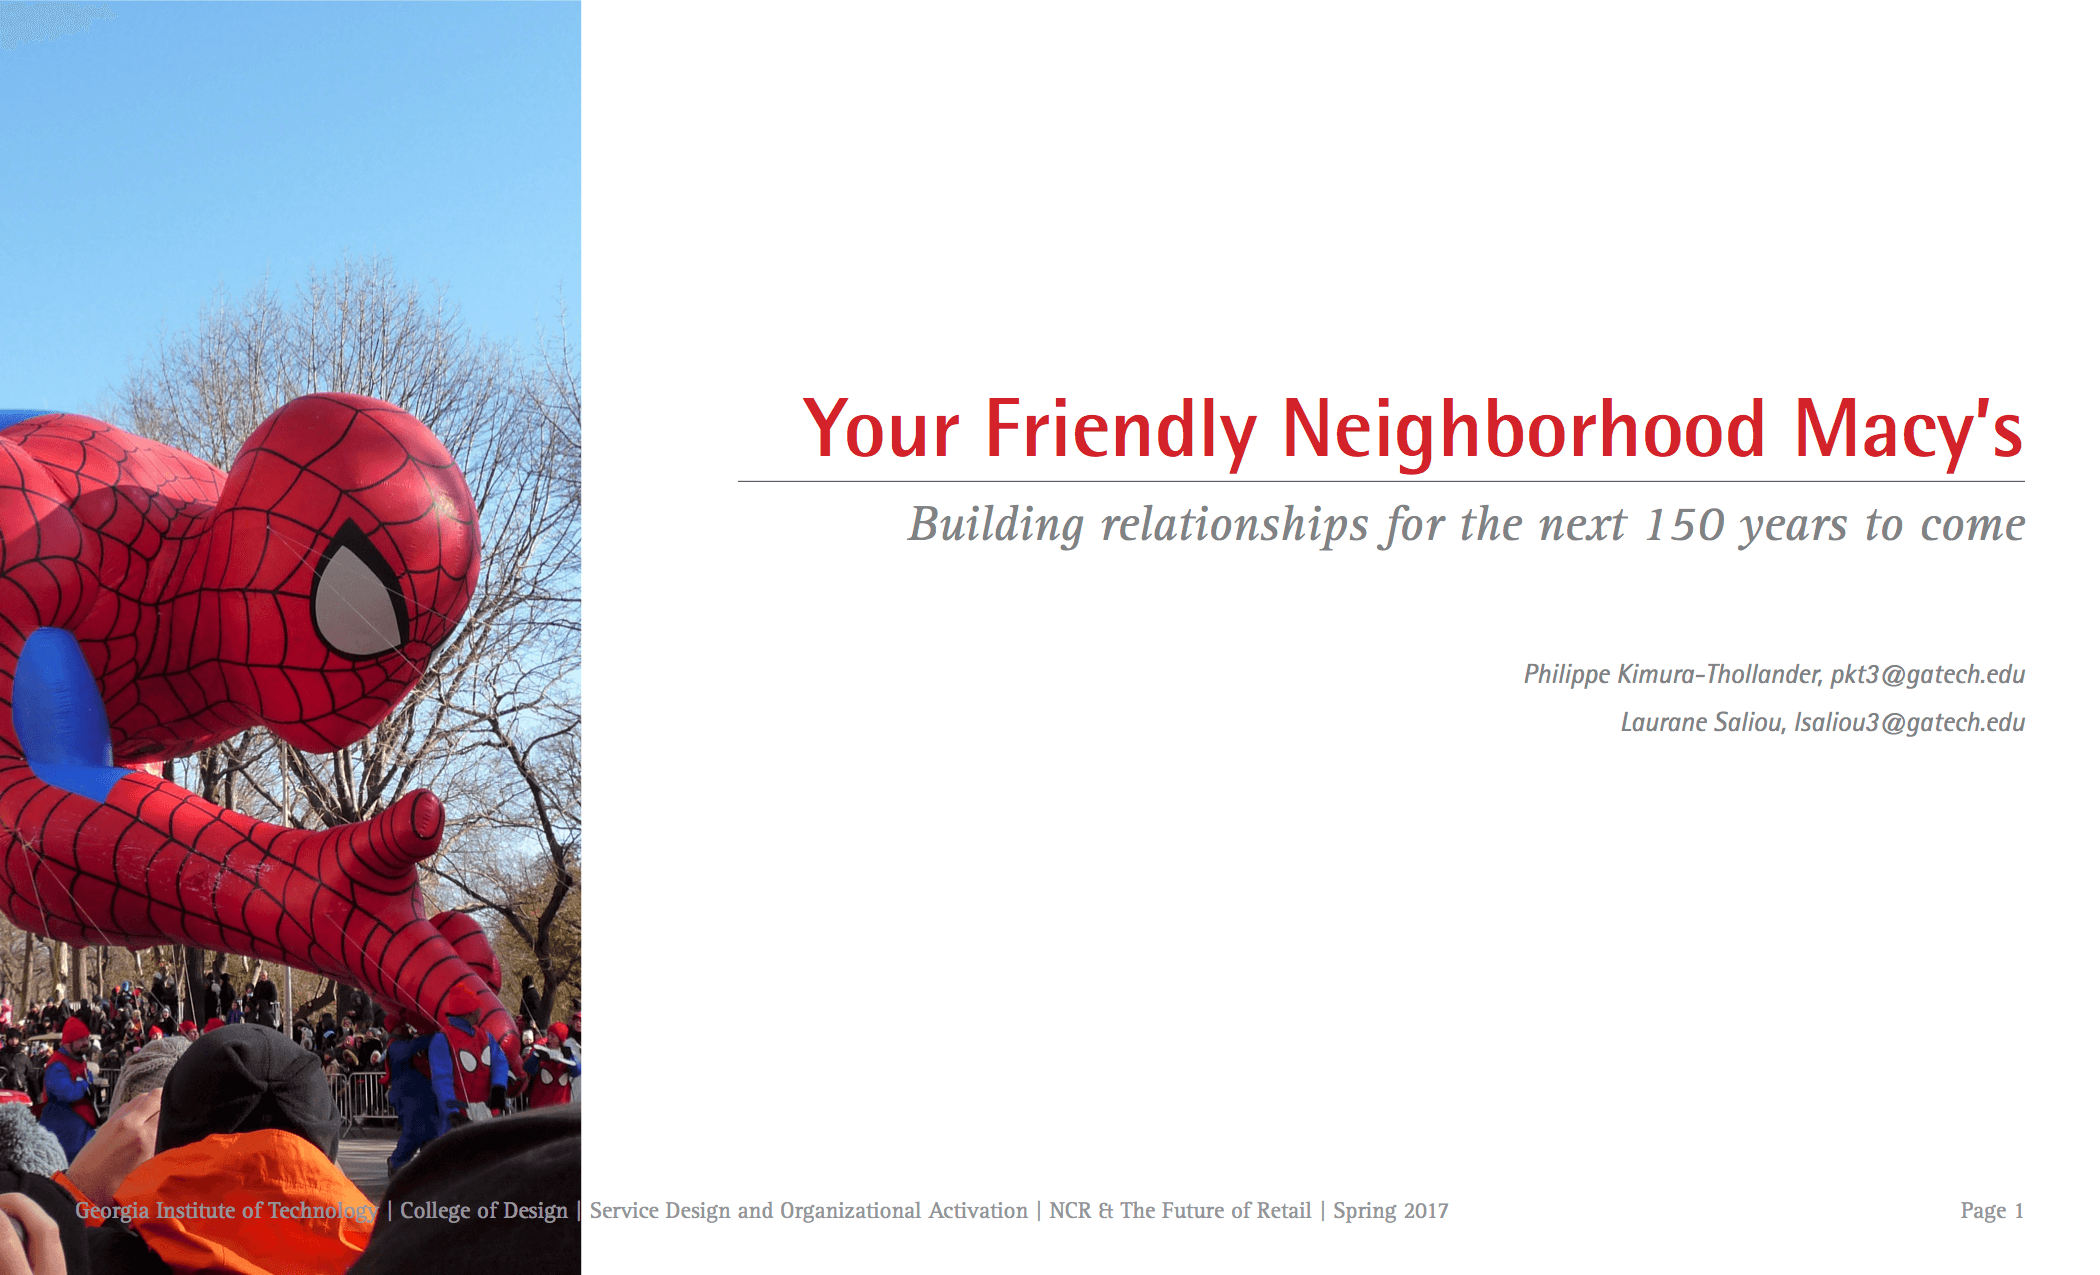 Your Friendly Neighborhood Macy’s
Building relationships for the next 150 years to come
Philippe Kimura-Thollander, pkt3@gatech.edu
Laurane Saliou, lsaliou3@gatech.edu
Georgia Institute of Technology | College of Design | Service Design and Organizational Activation | NCR & The Future of Retail | Spring 2017 Page 1